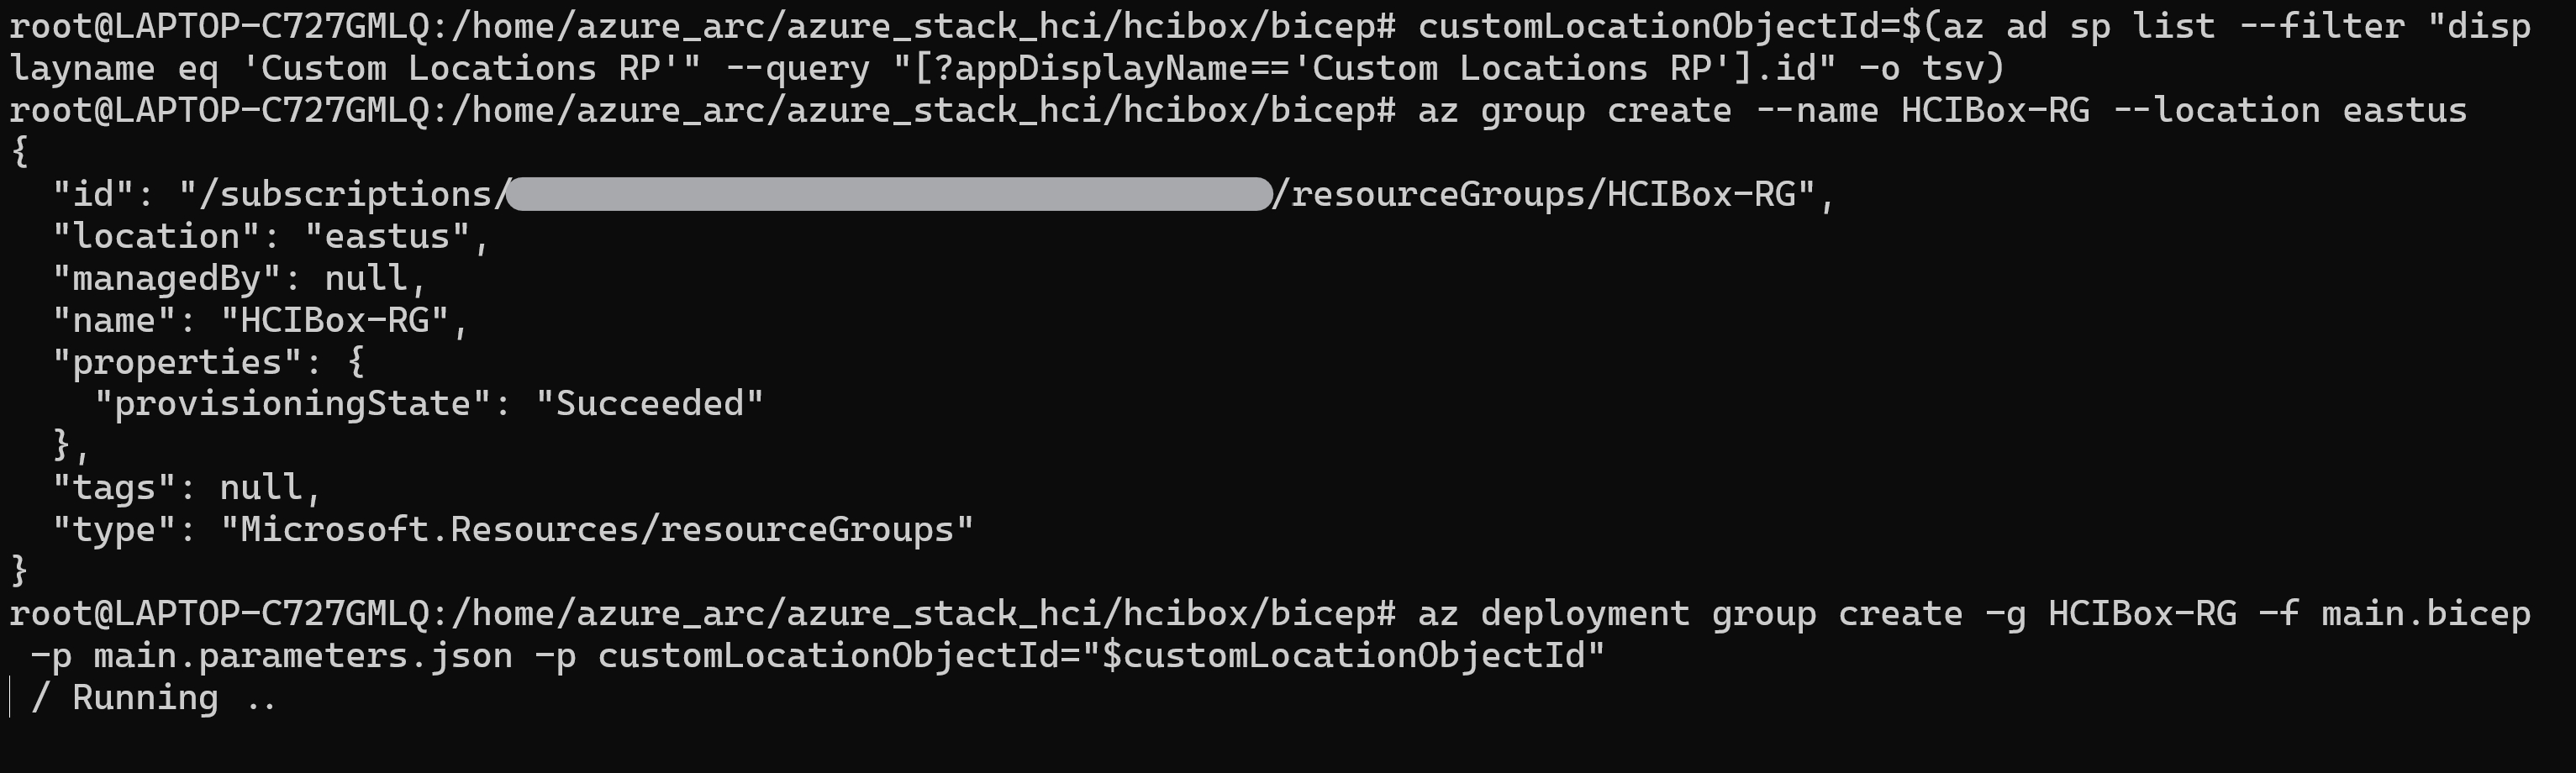 root@LAPTOP-C727GMLQ:/home/azure_arc/azure_stack_hci/hcibox/bicep# customLocationObjectId=$(az ad sp list --filter "disp
layname eq 'Custom Locations RP'" --query "[?appDisplayName=='Custom Locations RP'].id" -o tsv)
root@LAPTOP-C727GMLQ:/home/azure_arc/azure_stack_hci/hcibox/bicep# az group create --name HCIBox-RG --location eastus
{
  "id": "/subscriptions/ /resourceGroups/HCIBox-RG",
  "location": "eastus",
  "managedBy": null,
  "name": "HCIBox-RG",
  "properties": {
    "provisioningState": "Succeeded"
  },
  "tags": null,
  "type": "Microsoft.Resources/resourceGroups"
}
root@LAPTOP-C727GMLQ:/home/azure_arc/azure_stack_hci/hcibox/bicep# az deployment group create -g HCIBox-RG -f main.bicep
 -p main.parameters.json -p customLocationObjectId="$customLocationObjectId"
 / Running ..